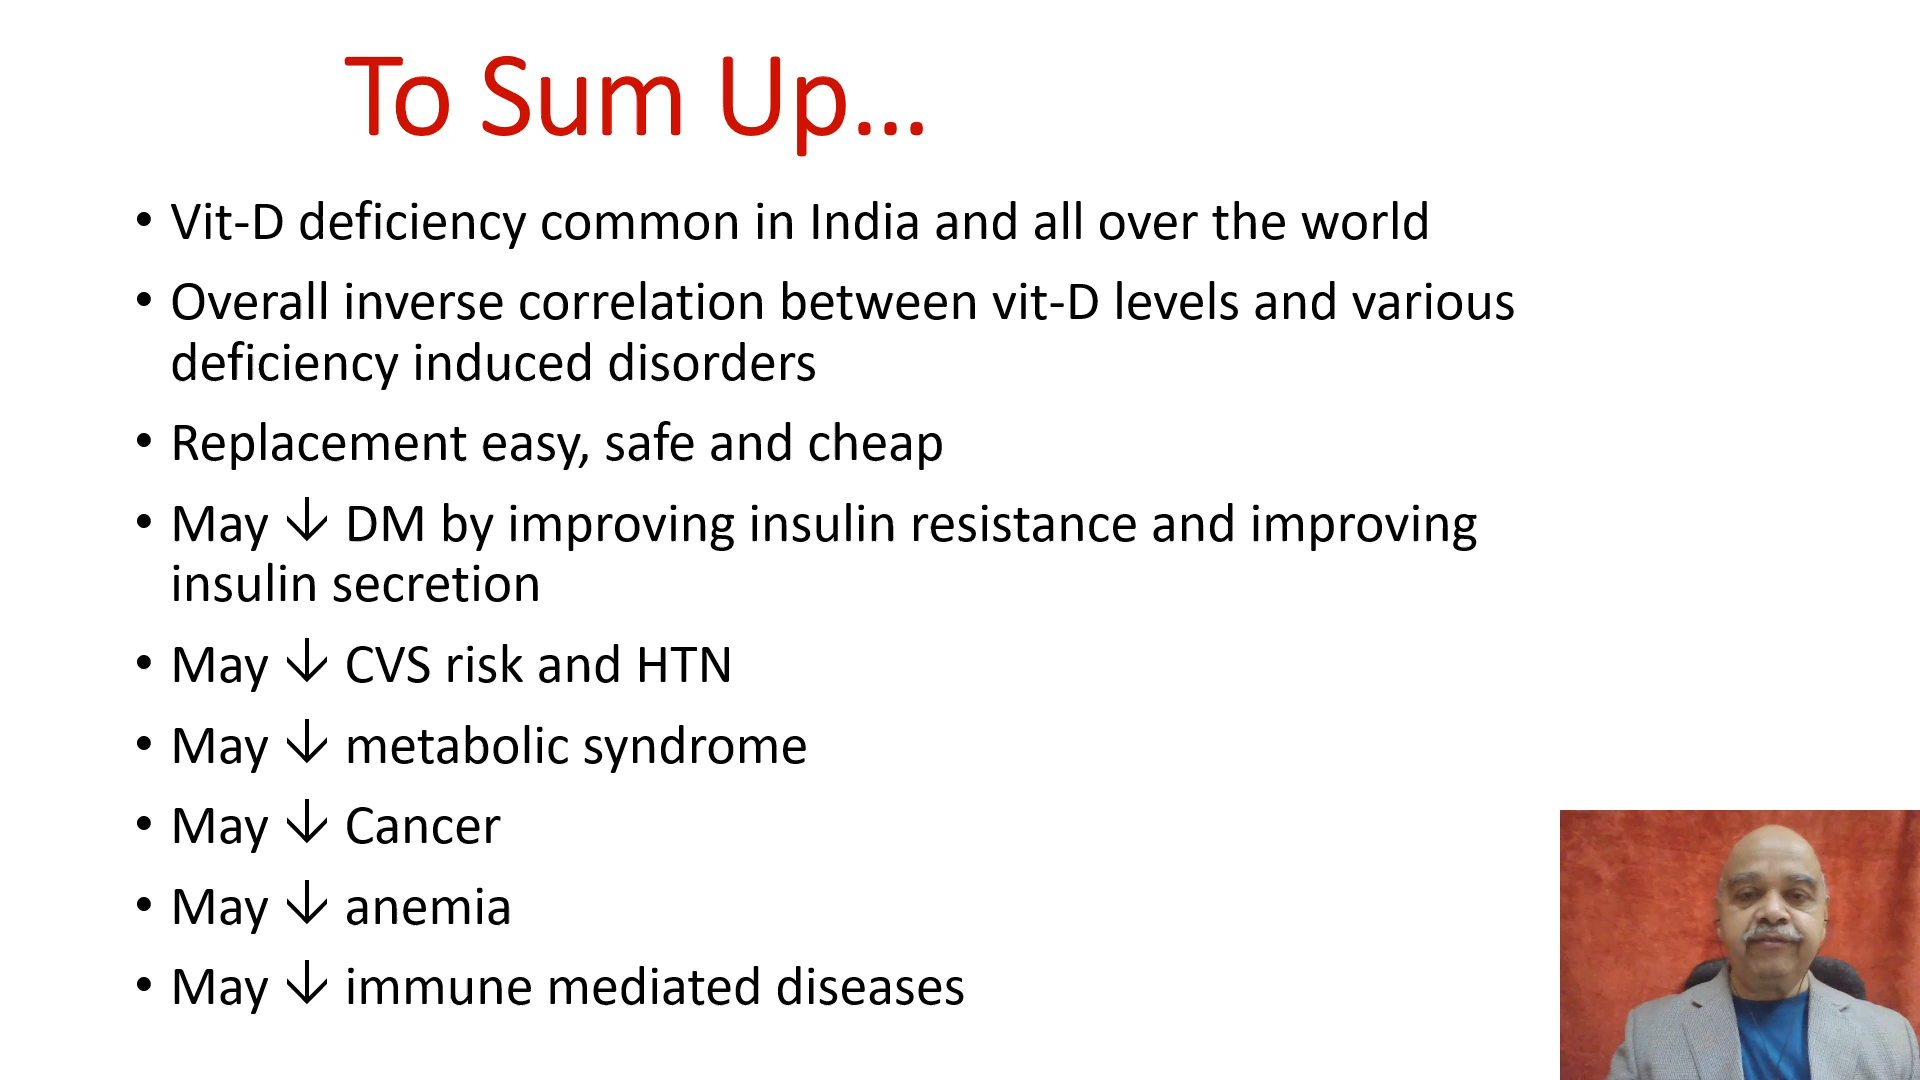 To Sum Up...
• Vit-D deficiency common in India and all over the world
• Overall inverse correlation between vit-D levels and various
deficiency induced disorders
• Replacement easy, safe and cheap
• May ↓ DM by improving insulin resistance and improving
insulin secretion
• May ↓ CVS risk and HTN
• May ↓ metabolic syndrome
• May ↓ Cancer
• May ↓ anemia
• May ↓ immune mediated diseases